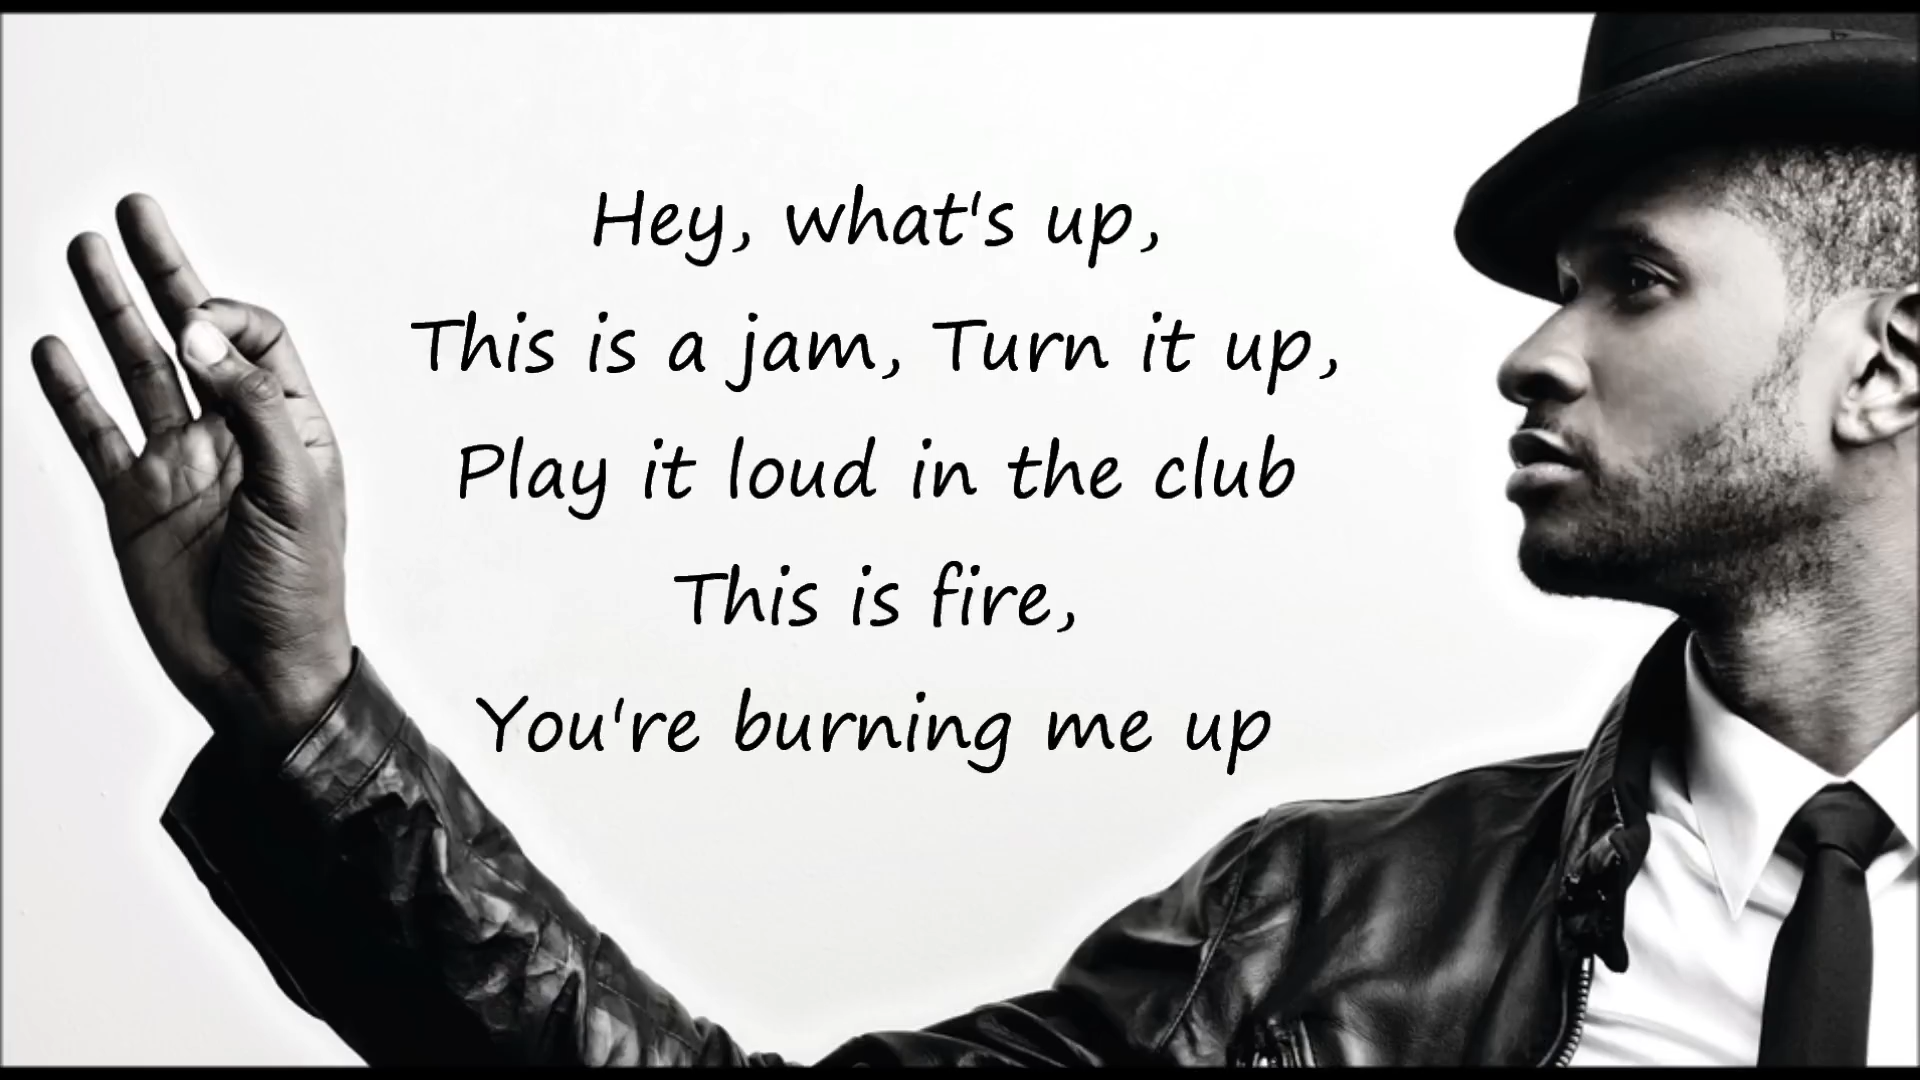 Hey, what's up,
This is a jam, Turn it up,
Play it loud in the club
This is fire,
You're burning me up